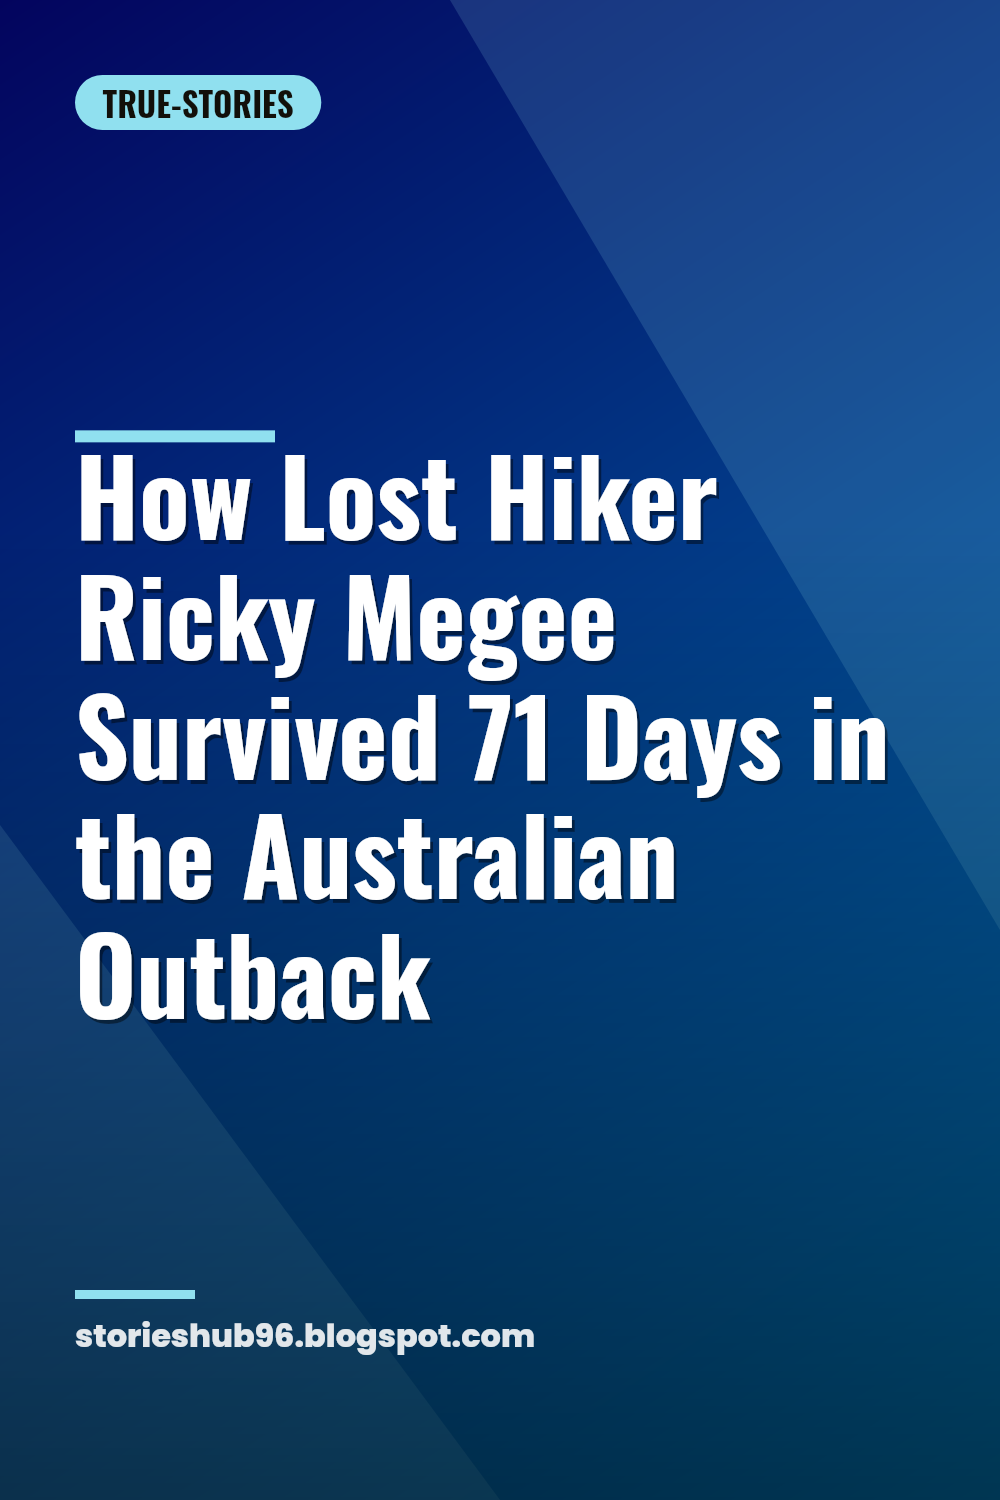 TRUE-STORIES
How Lost Hiker
Ricky Megee
Survived 71 Days in
the Australian
Outback
storieshub96.blogspot.com